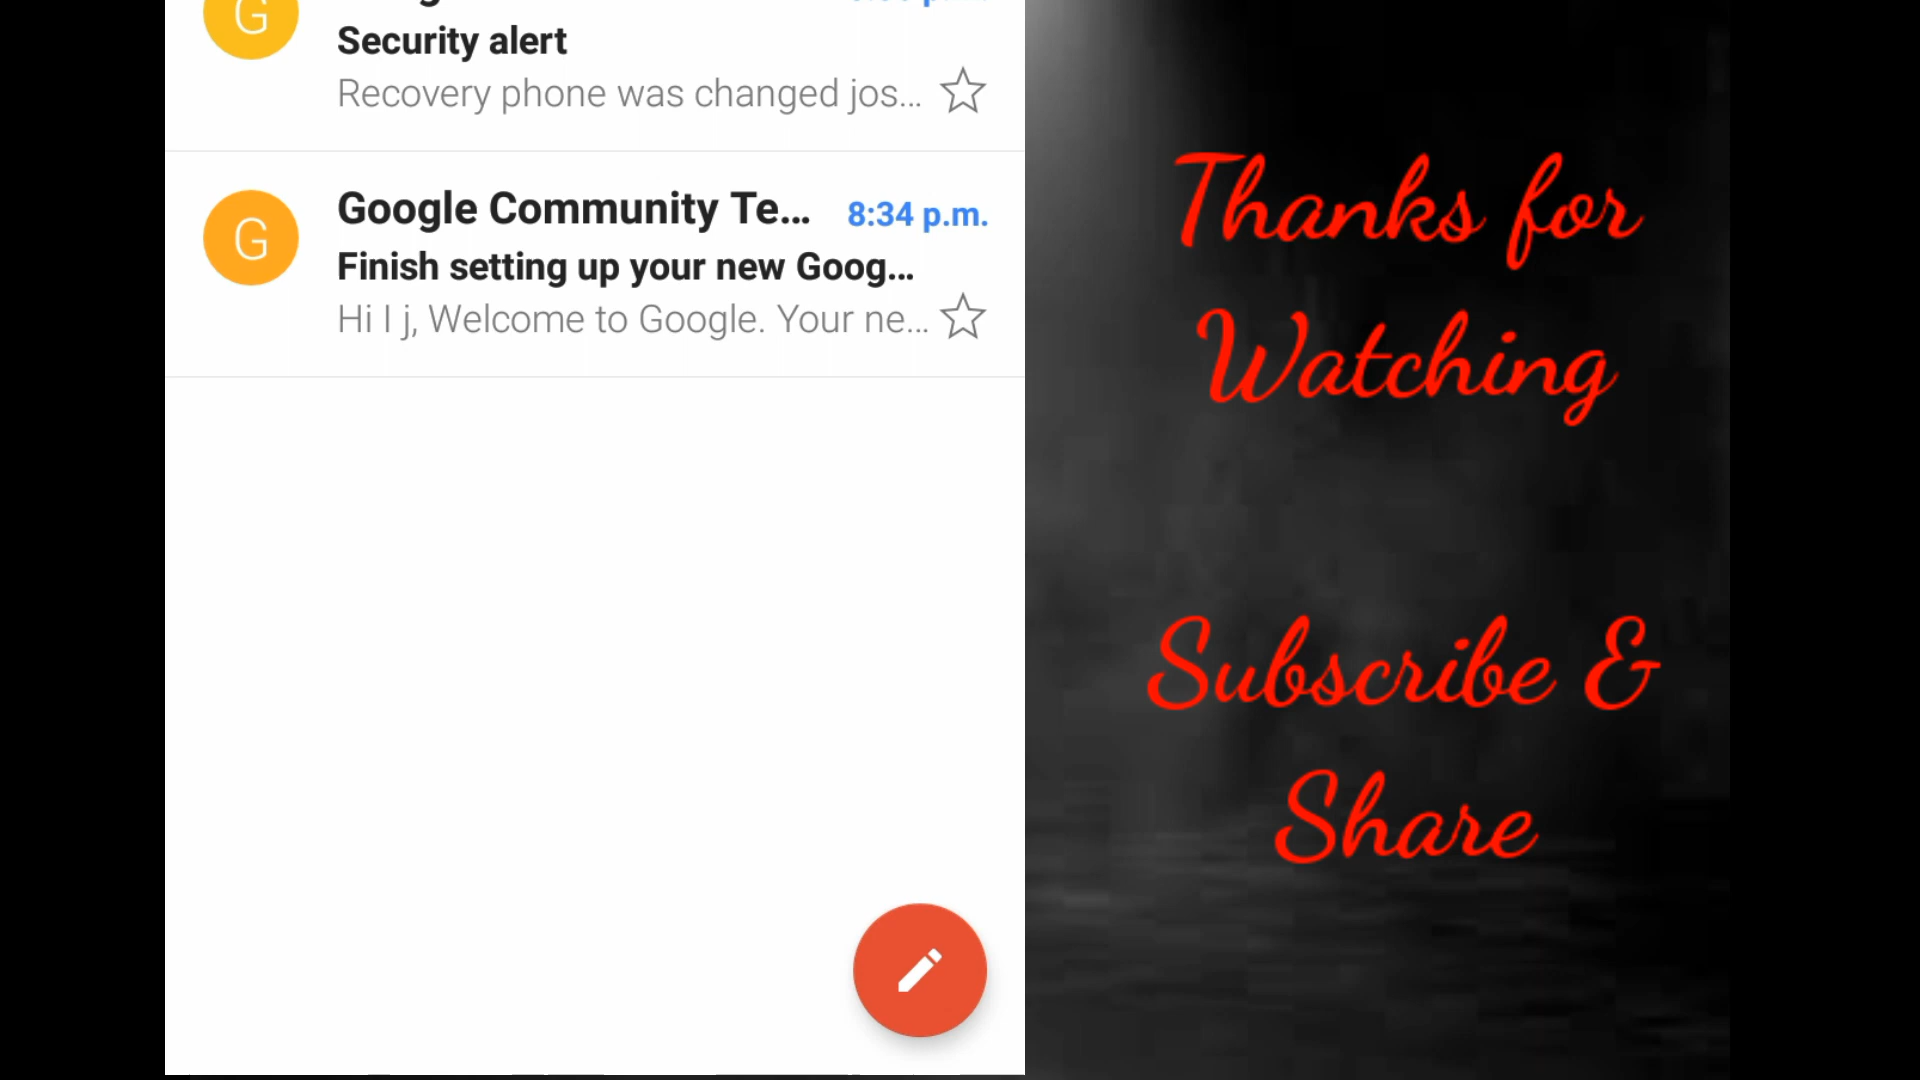 G
Security alert
Recovery phone was changed jos...
G
Google Community Te...
8:34 p.m.
Finish setting up your new Goog...
Hi I j, Welcome to Google. Your ne...
Thanks for
Watching
Subscribe &
Share